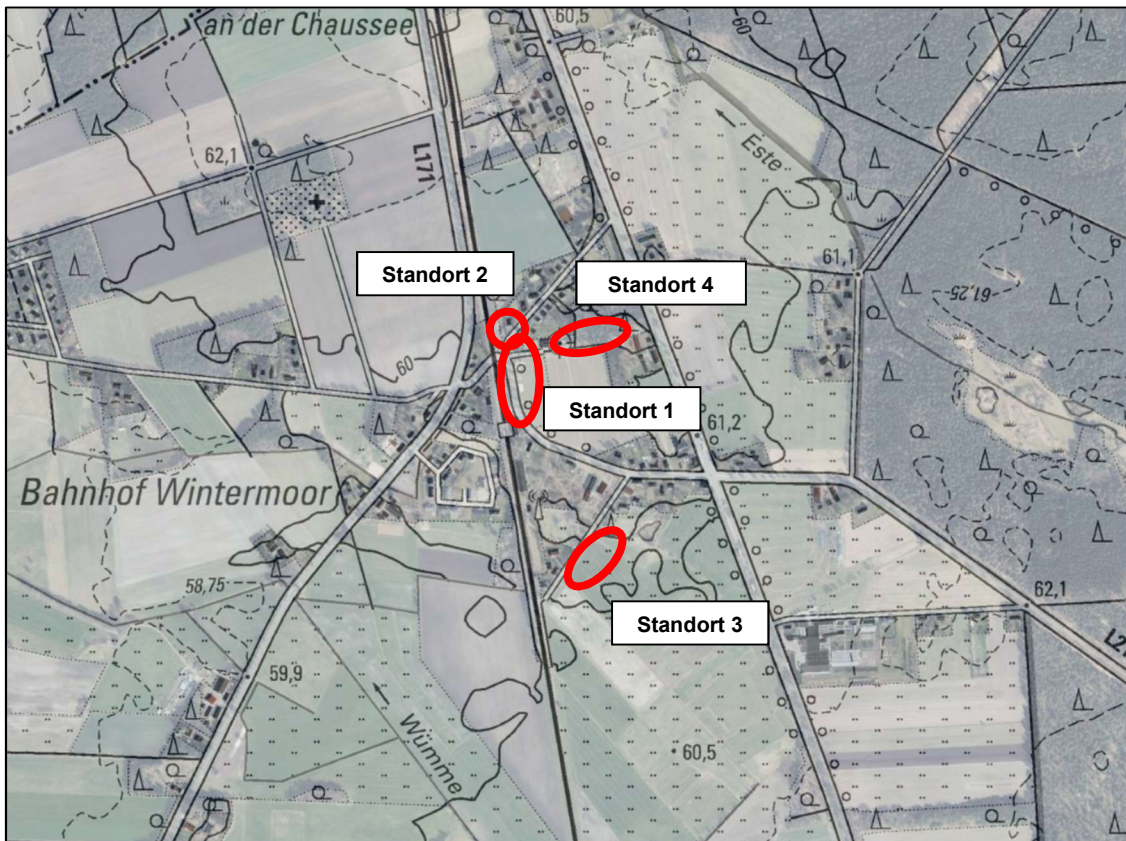 an der Chaussee
60,5
60
62,1
L171
Este
61,1
Standort 2
Standort 4
61,25
60
Standort 1
61,2
Bahnhof Wintermoor
58,75
62,1
Standort 3
59,9
Wümme
60,5